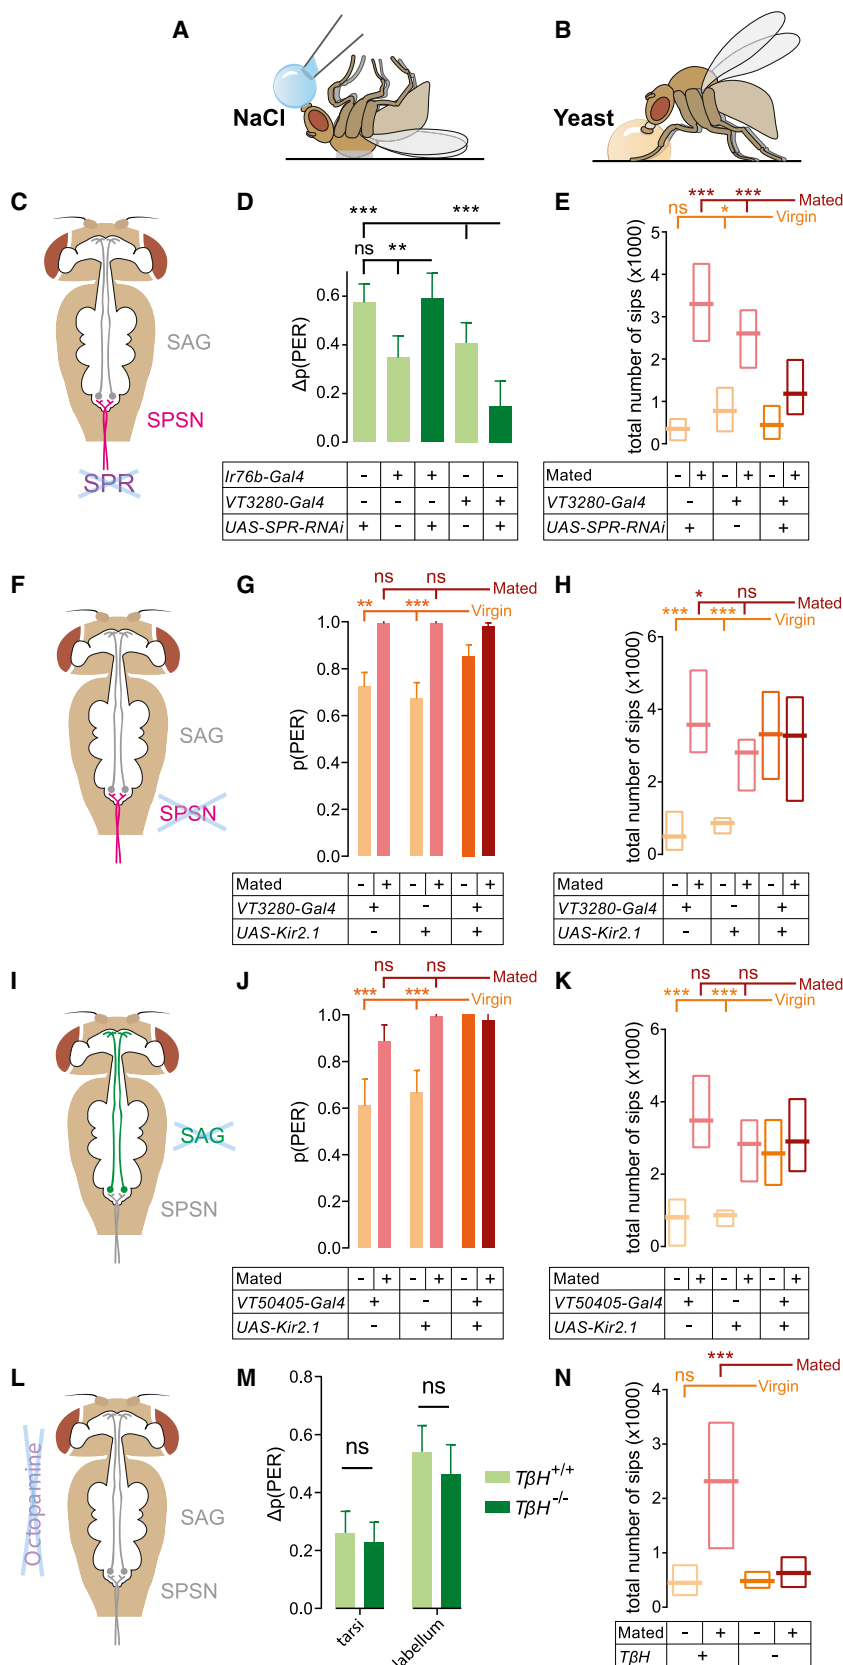 A
B
NaCl
Yeast
C
SAG
SPSN
SPR
D
***
***
ns
**
Δp(PER)
0.6
0.4
0.2
0.0
Ir76b-Gal4 - + + - -
VT3280-Gal4 - - - + +
UAS-SPR-RNAi + - + - +
E
*** *** Mated
ns * Virgin
total number of sips (x1000)
5
4
3
2
1
0
Mated - + - + - +
VT3280-Gal4 - + +
UAS-SPR-RNAi + - +
F
SAG
SPSN
G
ns ns Mated
** *** Virgin
p(PER)
1.0
0.8
0.6
0.4
0.2
0.0
Mated - + - + - +
VT3280-Gal4 + - +
UAS-Kir2.1 - + +
H
* ns Mated
*** *** Virgin
total number of sips (x1000)
6
4
2
0
Mated - + - + - +
VT3280-Gal4 + - +
UAS-Kir2.1 - + +
I
SAG
SPSN
J
ns ns Mated
*** *** Virgin
p(PER)
1.0
0.8
0.6
0.4
0.2
0.0
Mated - + - + - +
VT50405-Gal4 + - +
UAS-Kir2.1 - + +
K
ns ns Mated
*** *** Virgin
total number of sips (x1000)
6
4
2
0
Mated - + - + - +
VT50405-Gal4 + - +
UAS-Kir2.1 - + +
L
Octopamine
SAG
SPSN
M
ns
ns
Δp(PER)
0.8
0.6
0.4
0.2
0.0
tarsi
labellum
TβH+/+
TβH-/-
N
*** Mated
ns Virgin
total number of sips (x1000)
4
3
2
1
0
Mated - + - +
TβH + -